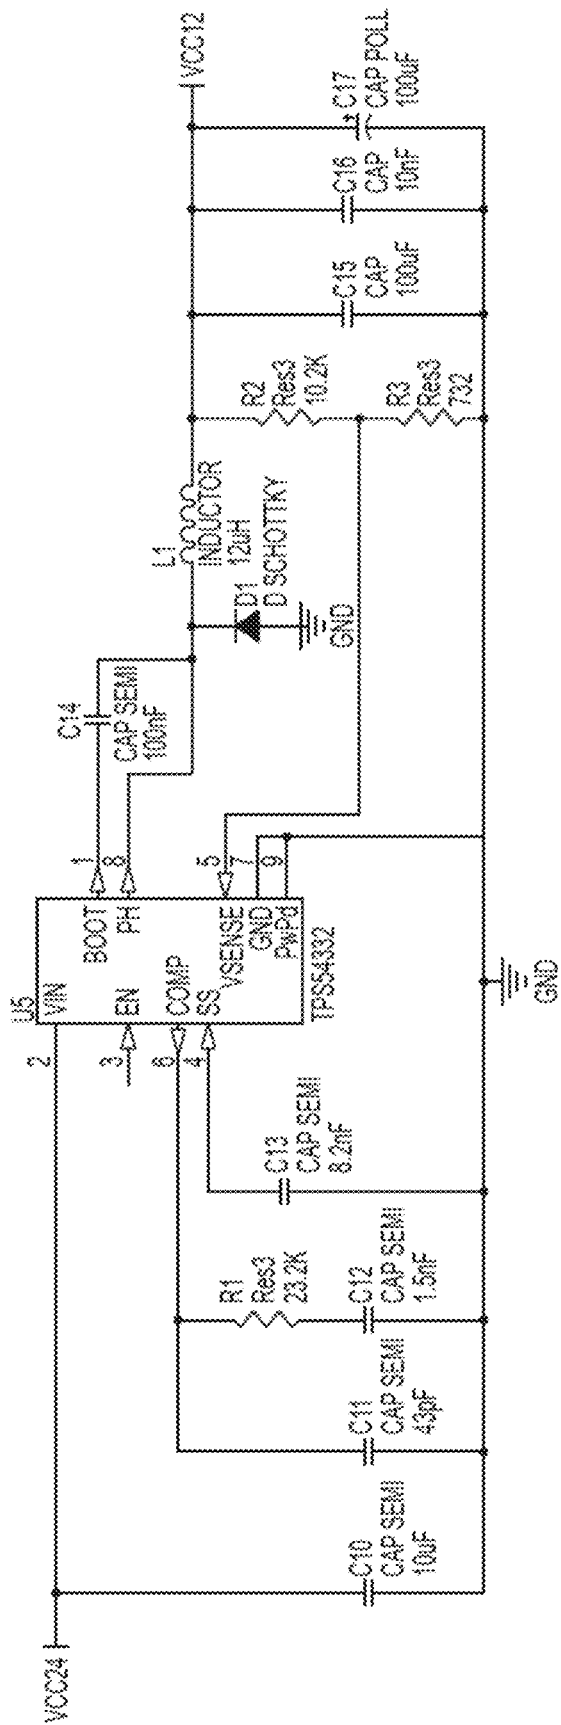 VCC24
C10
CAP SEMI
10uF
C11
CAP SEMI
43pF
R1
Res3
23.2K
C12
CAP SEMI
1.5nF
C13
CAP SEMI
8.2nF
2
3
6
4
U5
VIN
EN
COMP
SS
BOOT
PH
VSENSE
GND
PwPd
TPS54332
1
8
5
7
9
GND
C14
CAP SEMI
100nF
D1
D SCHOTTKY
GND
L1
INDUCTOR
12uH
R2
Res3
10.2K
R3
Res3
732
C15
CAP
100uF
C16
CAP
10nF
C17
CAP POLL
100uF
+
VCC12